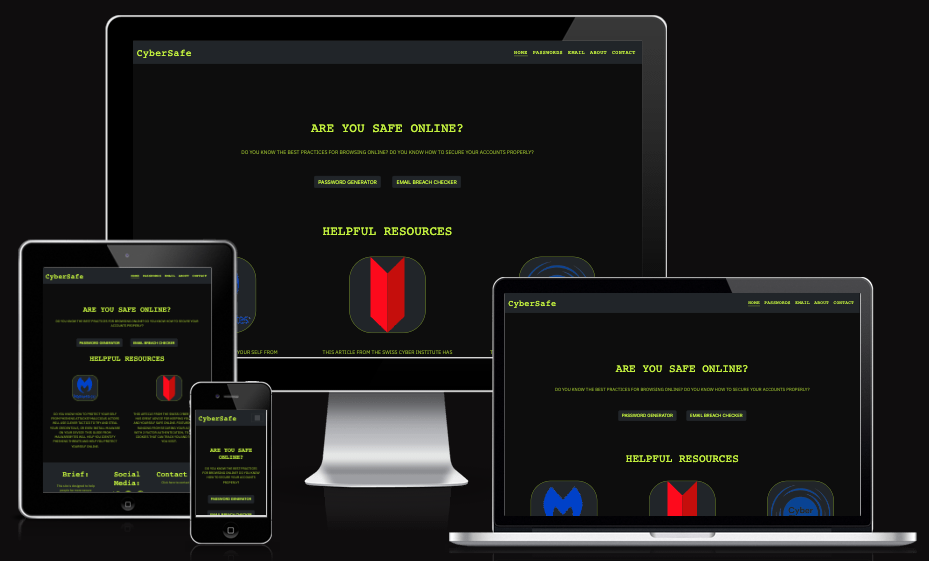 CyberSafe
HOME PASSWORDS EMAIL ABOUT CONTACT
ARE YOU SAFE ONLINE?
DO YOU KNOW THE BEST PRACTICES FOR BROWSING ONLINE? DO YOU KNOW HOW TO SECURE YOUR ACCOUNTS PROPERLY?
PASSWORD GENERATOR EMAIL BREACH CHECKER
HELPFUL RESOURCES
YOUR SELF FROM
THIS ARTICLE FROM THE SWISS CYBER INSTITUTE HAS
CyberSafe
HOME PASSWORDS EMAIL ABOUT CONTACT
ARE YOU SAFE ONLINE?
DO YOU KNOW THE BEST PRACTICES FOR BROWSING ONLINE? DO YOU KNOW HOW TO SECURE YOUR
ACCOUNTS PROPERLY?
PASSWORD GENERATOR EMAIL BREACH CHECKER
HELPFUL RESOURCES
Brief:
Social
Media:
Contact
CyberSafe
ARE YOU SAFE
ONLINE?
DO YOU KNOW THE BEST PRACTICES
FOR BROWSING ONLINE? DO YOU KNOW
HOW TO SECURE YOUR ACCOUNTS
PROPERLY?
PASSWORD GENERATOR
EMAIL BREACH CHECKER
CyberSafe
HOME PASSWORDS EMAIL ABOUT CONTACT
ARE YOU SAFE ONLINE?
DO YOU KNOW THE BEST PRACTICES FOR BROWSING ONLINE? DO YOU KNOW HOW TO SECURE YOUR ACCOUNTS PROPERLY?
PASSWORD GENERATOR EMAIL BREACH CHECKER
HELPFUL RESOURCES
Cyber